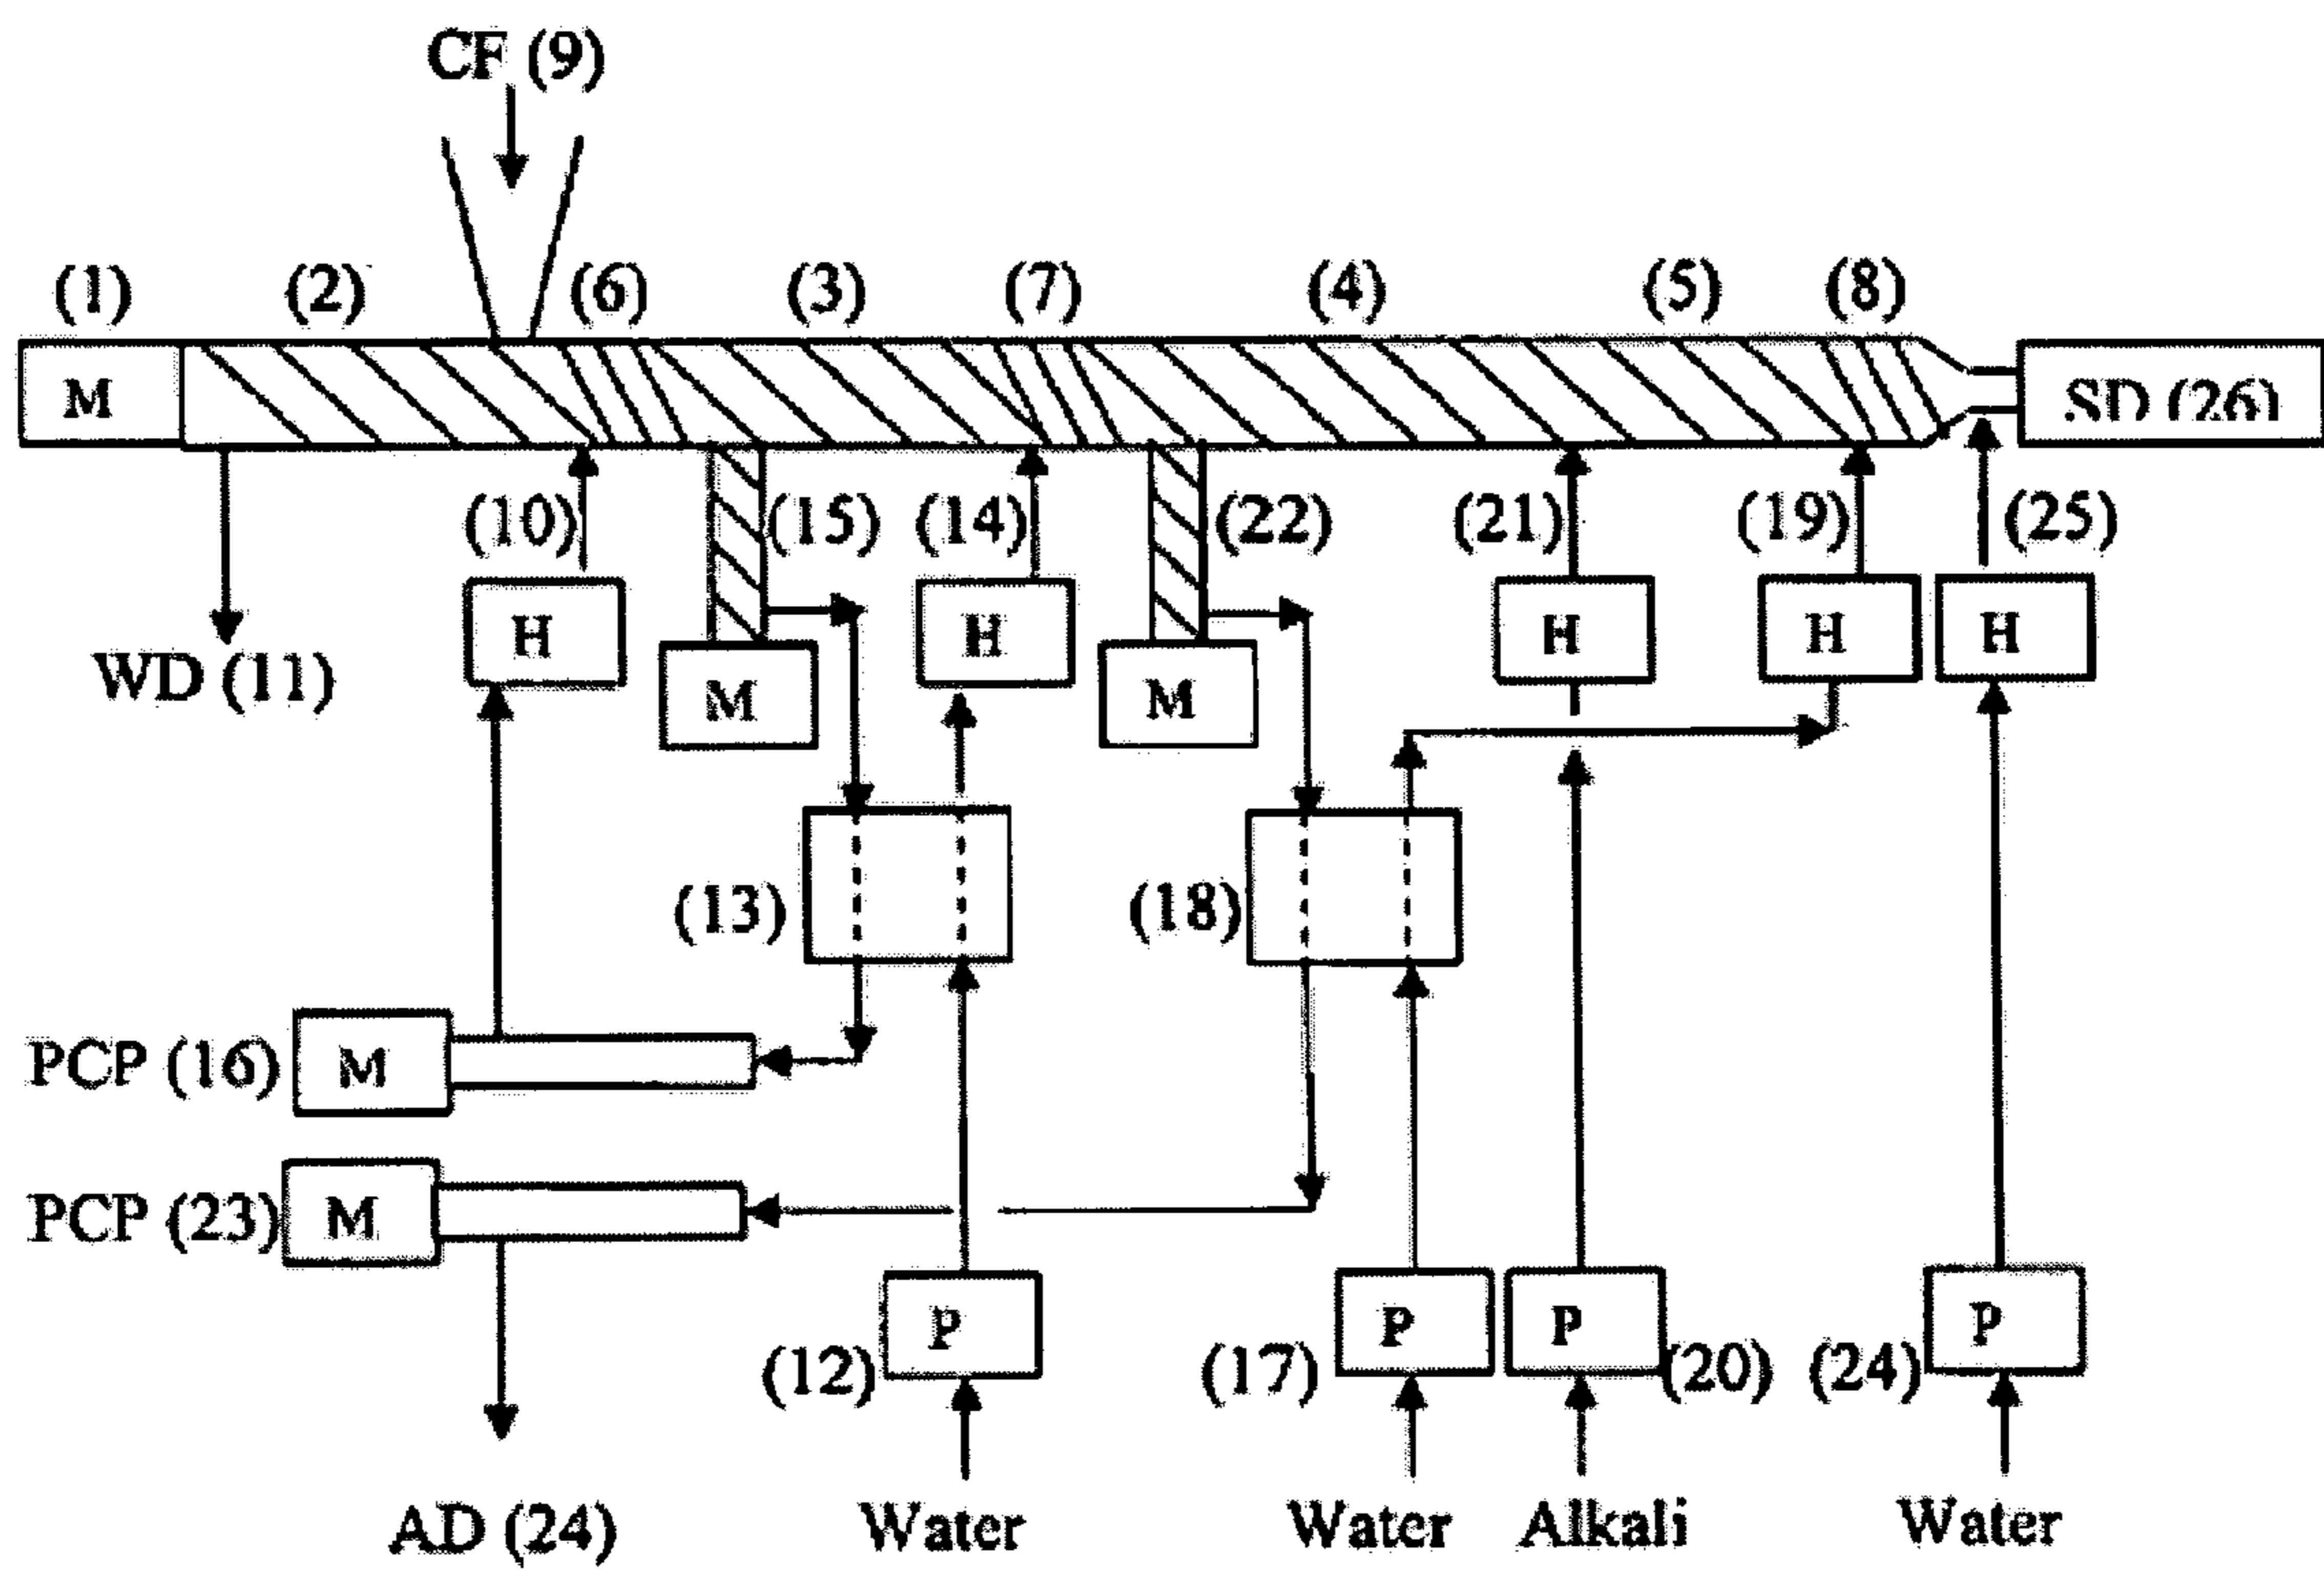 CF (9)
(1) (2) (6) (3) (7) (4) (5) (8)
M SD (26)
(10) (15) (14) (22) (21) (19) (25)
WD (11) H M H M H H H
(13) (18)
PCP (16) M
PCP (23) M
(12) P (17) P P (20) (24) P
AD (24) Water Water Alkali Water